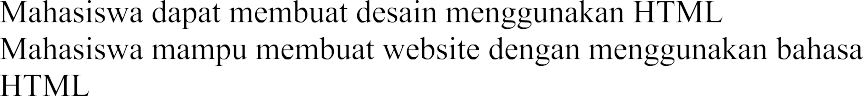 Mahasiswa dapat membuat desain menggunakan HTML
Mahasiswa mampu membuat website dengan menggunakan bahasa
HTML